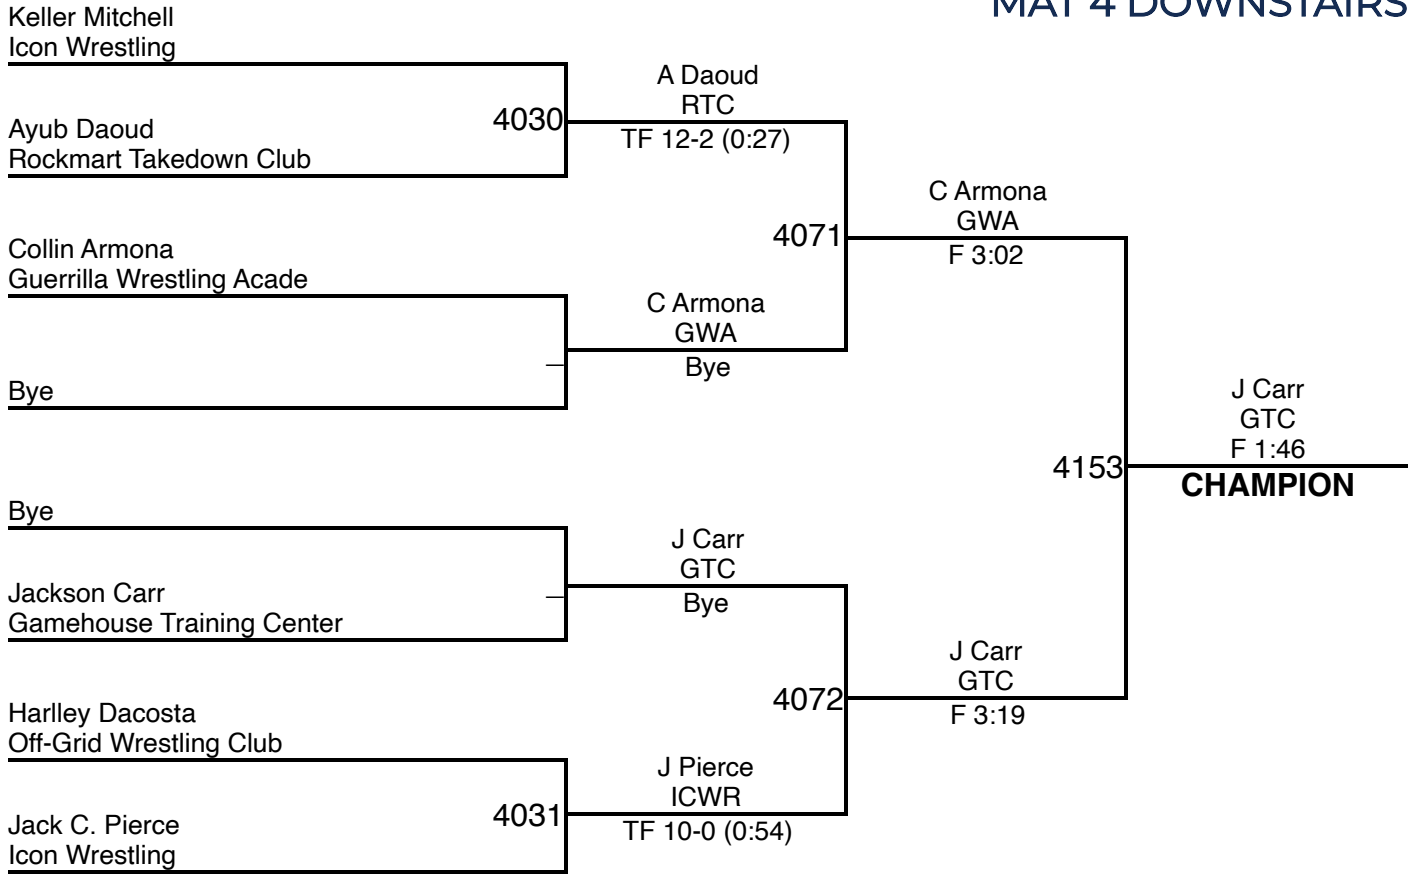 MAT 4 DOWNSTAIRS
Keller Mitchell
Icon Wrestling
4030
Ayub Daoud
Rockmart Takedown Club
A Daoud
RTC
TF 12-2 (0:27)
Collin Armona
Guerrilla Wrestling Acade
_
Bye
C Armona
GWA
Bye
4071
C Armona
GWA
F 3:02
Bye
_
Jackson Carr
Gamehouse Training Center
J Carr
GTC
Bye
Harlley Dacosta
Off-Grid Wrestling Club
4031
Jack C. Pierce
Icon Wrestling
J Pierce
ICWR
TF 10-0 (0:54)
4072
J Carr
GTC
F 3:19
4153
J Carr
GTC
F 1:46
CHAMPION